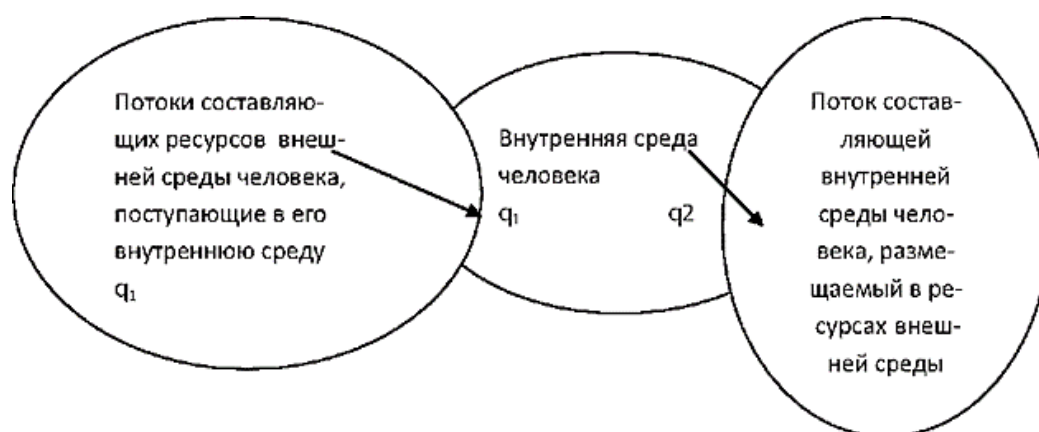 Потоки составляю-
щих ресурсов внеш-
ней среды человека,
поступающие в его
внутреннюю среду
q₁
Внутренняя среда
человека
q₁ q2
Поток состав-
ляющей
внутренней
среды чело-
века, разме-
щаемый в ре-
сурсах внеш-
ней среды